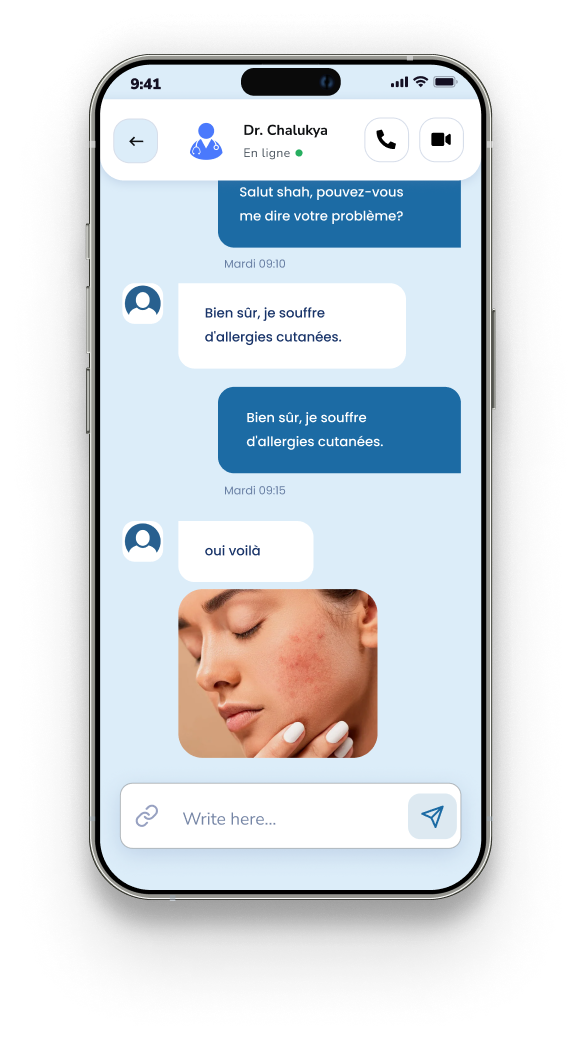 9:41
Dr. Chalukya
En ligne
Salut shah, pouvez-vous
me dire votre problème?
Mardi 09:10
Bien sûr, je souffre
d'allergies cutanées.
Bien sûr, je souffre
d'allergies cutanées.
Mardi 09:15
oui voilà
Write here...